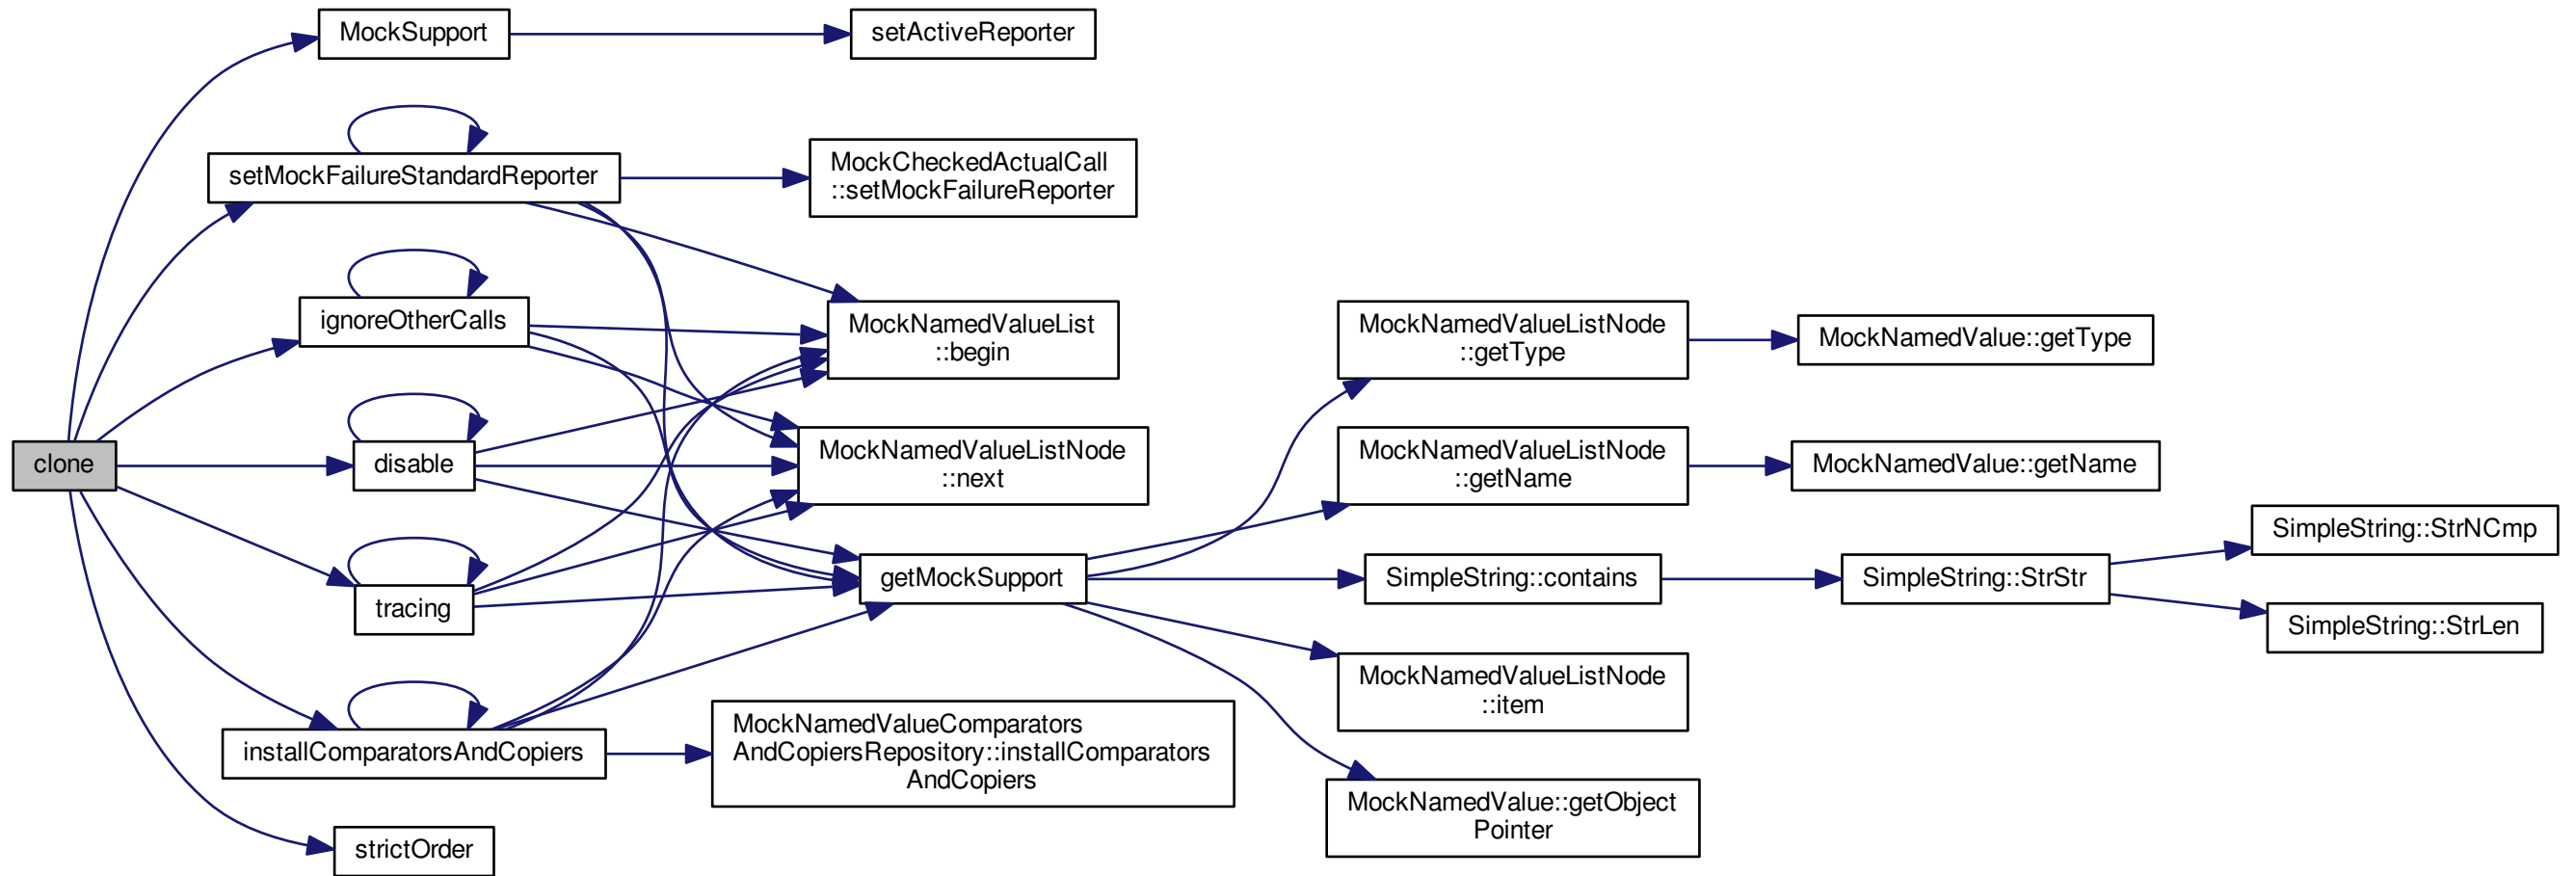 clone
MockSupport
setActiveReporter
setMockFailureStandardReporter
MockCheckedActualCall
::setMockFailureReporter
ignoreOtherCalls
MockNamedValueList
::begin
disable
MockNamedValueListNode
::next
tracing
getMockSupport
installComparatorsAndCopiers
MockNamedValueComparators
AndCopiersRepository::installComparators
AndCopiers
strictOrder
MockNamedValueListNode
::getType
MockNamedValue::getType
MockNamedValueListNode
::getName
MockNamedValue::getName
SimpleString::contains
SimpleString::StrStr
SimpleString::StrNCmp
SimpleString::StrLen
MockNamedValueListNode
::item
MockNamedValue::getObject
Pointer